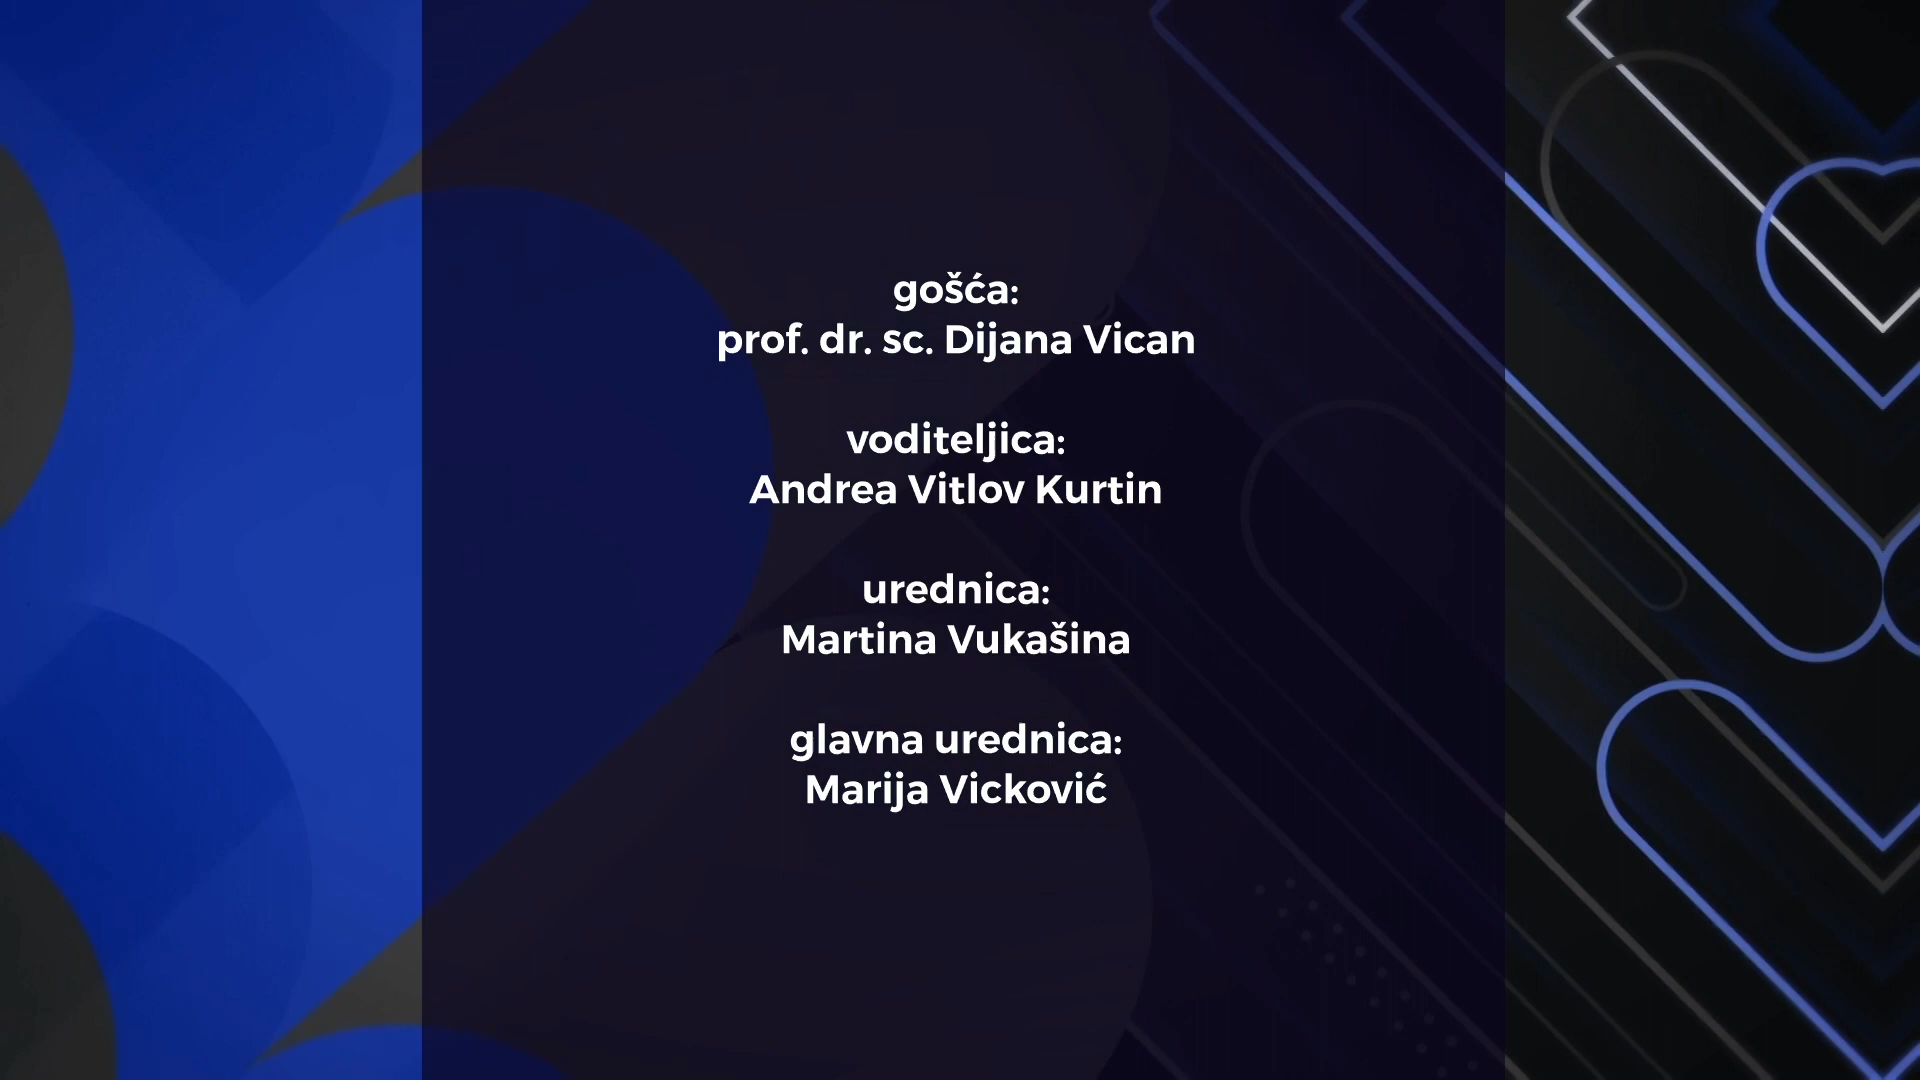 gošća:
prof. dr. sc. Dijana Vican
voditeljica:
Andrea Vitlov Kurtin
urednica:
Martina Vukašina
glavna urednica:
Marija Vicković